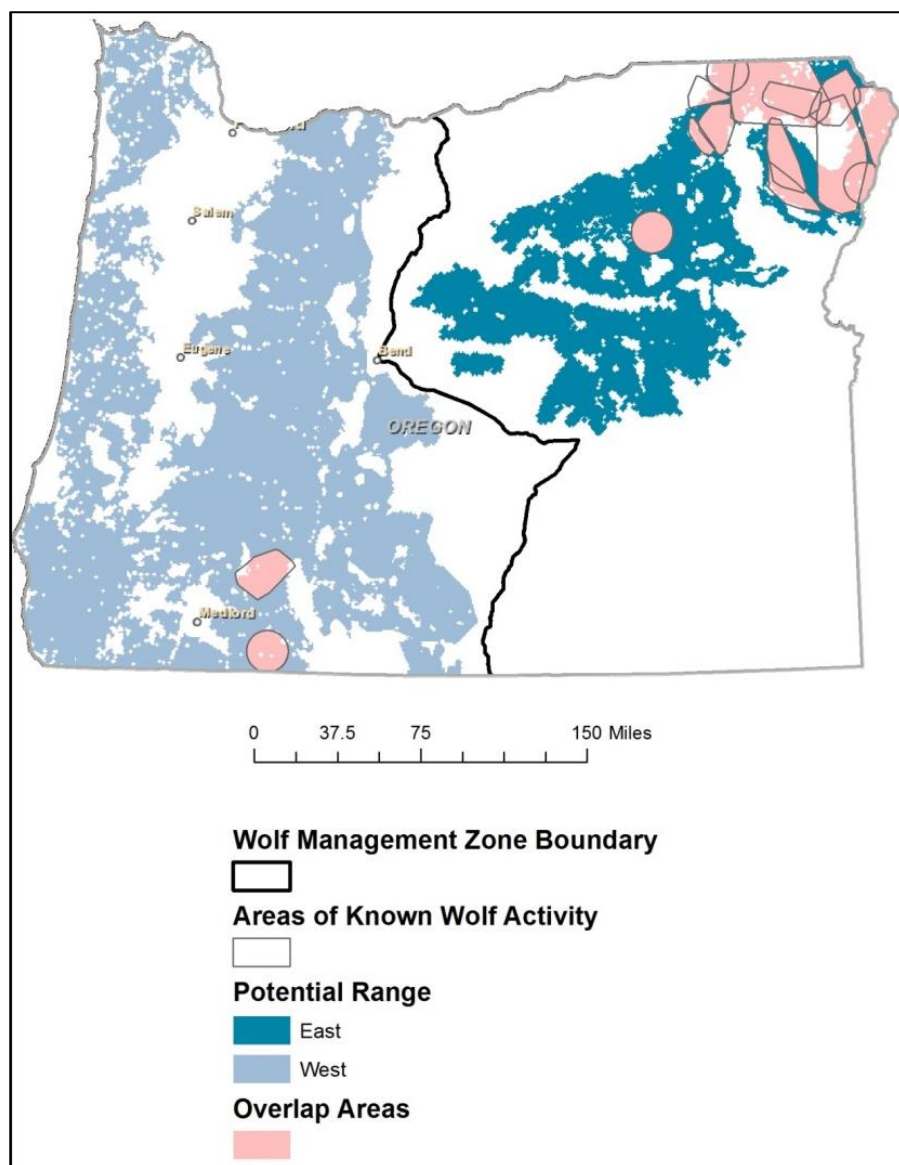 Salem
Eugene
Bend
OREGON
Medford
0 37.5 75 150 Miles
Wolf Management Zone Boundary
Areas of Known Wolf Activity
Potential Range
East
West
Overlap Areas